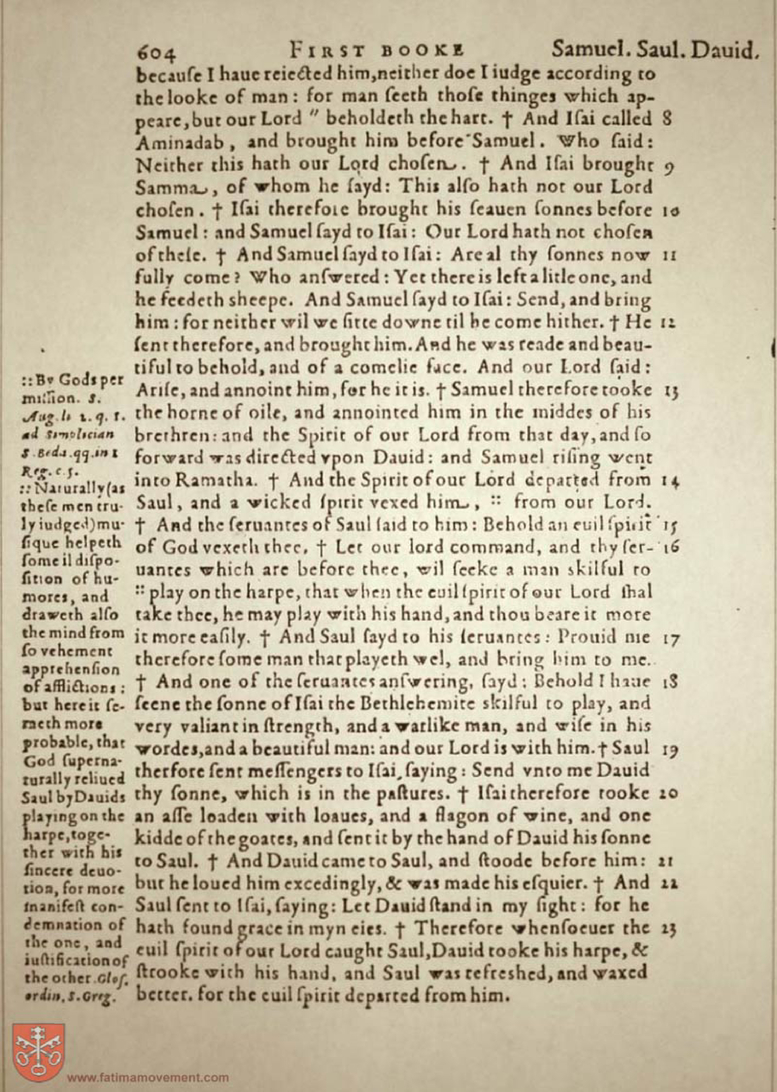 604 FIRST BOOKE Samuel. Saul. Dauid.
becauſe I haue reiected him,neither doe I iudge according to
the looke of man: for man ſeeth thoſe thinges which ap-
peare,but our Lord " beholdeth the hart. † And Iſai called 8
Aminadab, and brought him before Samuel. Who ſaid:
Neither this hath our Lord choſen. † And Iſai brought 9
Samma, of whom he ſayd: This alſo hath not our Lord
choſen. † Iſai therefore brought his ſeauen ſonnes before 10
Samuel: and Samuel ſayd to Iſai: Our Lord hath not choſen
of theſe. † And Samuel ſayd to Iſai: Are al thy ſonnes now 11
fully come? Who anſwered: Yet there is left a litle one, and
he feedeth sheepe. And Samuel ſayd to Iſai: Send, and bring
him: for neither wil we ſitte downe til he come hither. † He 12
ſent therefore, and brought him. And he was reade and beau-
tiful to behold, and of a comelie face. And our Lord ſaid:
Ariſe, and annoint him, for he it is. † Samuel therefore tooke 13
the horne of oile, and annointed him in the middes of his
brethren: and the Spirit of our Lord from that day, and ſo
forward was directed vpon Dauid: and Samuel riſing went
into Ramatha. † And the Spirit of our Lord departed from 14
Saul, and a wicked ſpirit vexed him, :: from our Lord.
† And the ſeruantes of Saul ſaid to him: Behold an euil ſpirit 15
of God vexeth thee. † Let our lord command, and thy ſer- 16
uantes which are before thee, wil ſeeke a man skilful to
:: play on the harpe, that when the euil ſpirit of our Lord ſhal
take thee, he may play with his hand, and thou beare it more
it more eaſily. † And Saul ſayd to his ſeruantes: Prouid me 17
therefore ſome man that playeth wel, and bring him to me.
† And one of the ſeruantes anſwering, ſayd: Behold I haue 18
ſeene the ſonne of Iſai the Bethlehemite skilful to play, and
very valiant in ſtrength, and a warlike man, and wiſe in his
wordes,and a beautiful man: and our Lord is with him. † Saul 19
therfore ſent meſſengers to Iſai, ſaying: Send vnto me Dauid
thy ſonne, which is in the paſtures. † Iſai therefore tooke 20
an aſſe loaden with loaues, and a flagon of wine, and one
kidde of the goates, and ſent it by the hand of Dauid his ſonne
to Saul. † And Dauid came to Saul, and ſtoode before him: 21
but he loued him excedingly, & was made his eſquier. † And 22
Saul ſent to Iſai, ſaying: Let Dauid ſtand in my ſight: for he
hath found grace in myn eies. † Therefore whenſoeuer the 23
euil ſpirit of our Lord caught Saul, Dauid tooke his harpe, &
ſtrooke with his hand, and Saul was refreshed, and waxed
better. for the euil ſpirit departed from him.
::By Gods per
miſſion. S.
Aug. li 2. q. 1.
ad Simplician
S. Beda. qq. in 1
Reg. c. 5.
::Naturally (as
theſe men tru-
ly iudged) mu-
ſique helpeth
ſome il diſpo-
ſition of hu-
mores, and
draweth alſo
the mind from
ſo vehement
apprehenſion
of afflictions:
but here it ſe-
meth more
probable, that
God ſuperna-
turally reliued
Saul by Dauids
playing on the
harpe, toge-
ther with his
ſincere deuo-
tion, for more
manifeſt con-
demnation of
the one, and
iuſtification of
the other. Gloſ.
ordin. S. Greg.
www.fatimamovement.com